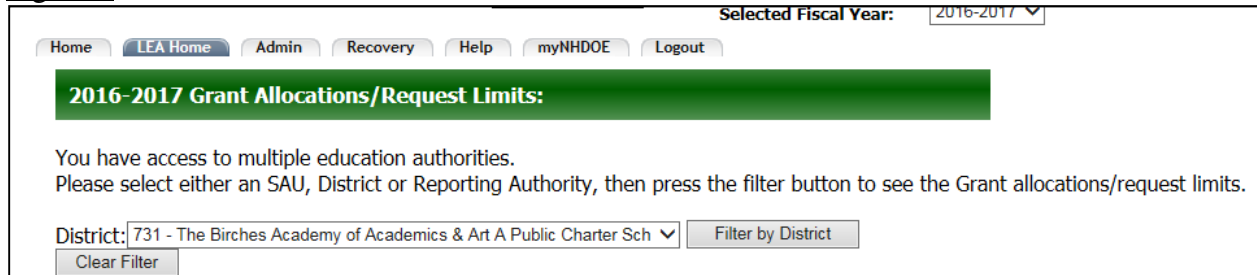 Selected Fiscal Year: 2016-2017
Home LEA Home Admin Recovery Help myNHDOE Logout
2016-2017 Grant Allocations/Request Limits:
You have access to multiple education authorities.
Please select either an SAU, District or Reporting Authority, then press the filter button to see the Grant allocations/request limits.
District: 731 - The Birches Academy of Academics & Art A Public Charter Sch Filter by District
Clear Filter